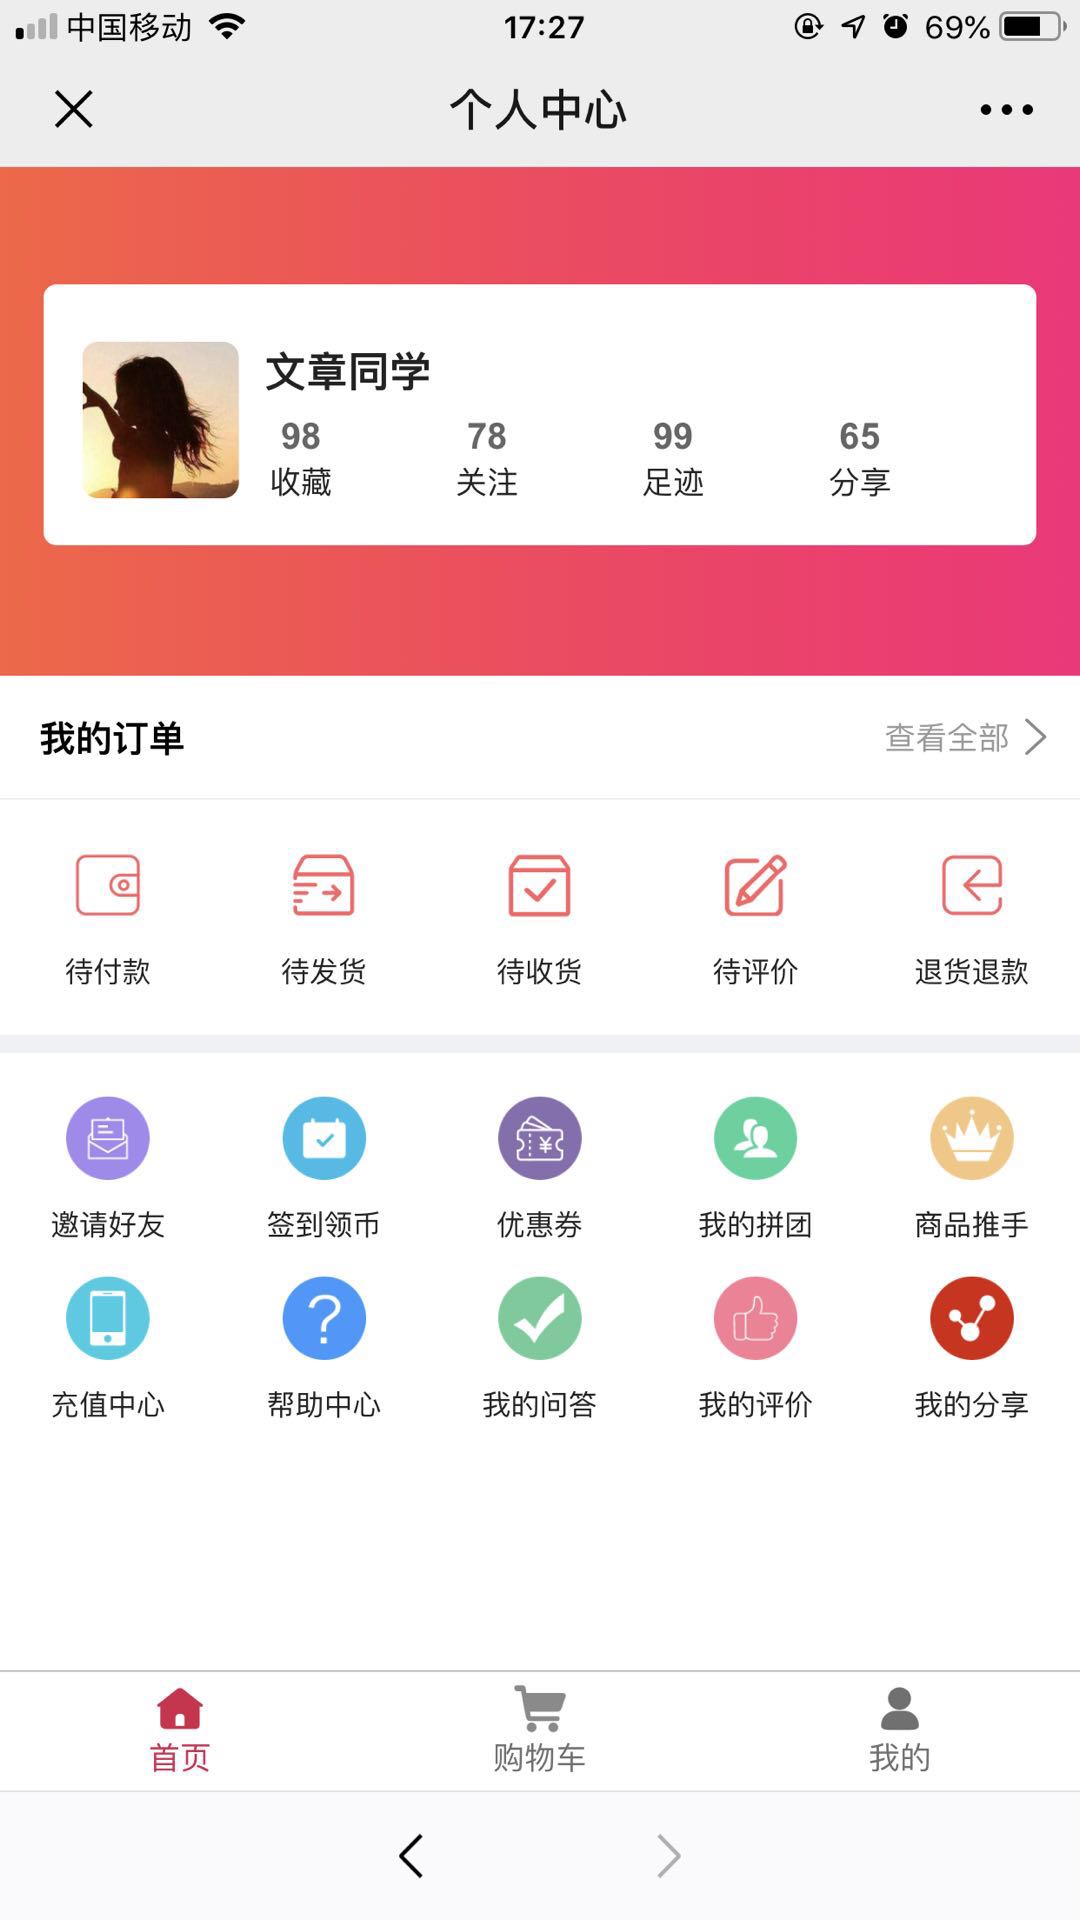 中国移动 17:27 69%
个人中心
文章同学
98 78 99 65
收藏 关注 足迹 分享
我的订单 查看全部
待付款 待发货 待收货 待评价 退货退款
邀请好友 签到领币 优惠券 我的拼团 商品推手
充值中心 帮助中心 我的问答 我的评价 我的分享
首页 购物车 我的